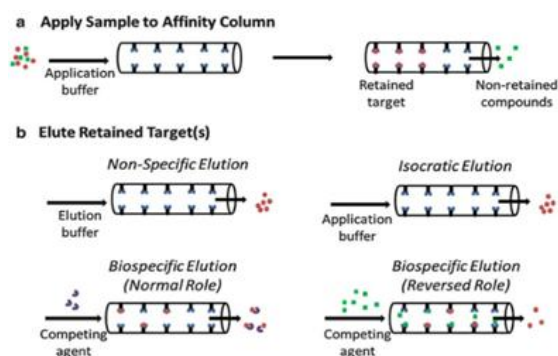 a Apply Sample to Affinity Column
Application
buffer
Retained
target
Non-retained
compounds
b Elute Retained Target(s)
Non-Specific Elution
Elution
buffer
Isocratic Elution
Application
buffer
Biospecific Elution
(Normal Role)
Competing
agent
Biospecific Elution
(Reversed Role)
Competing
agent